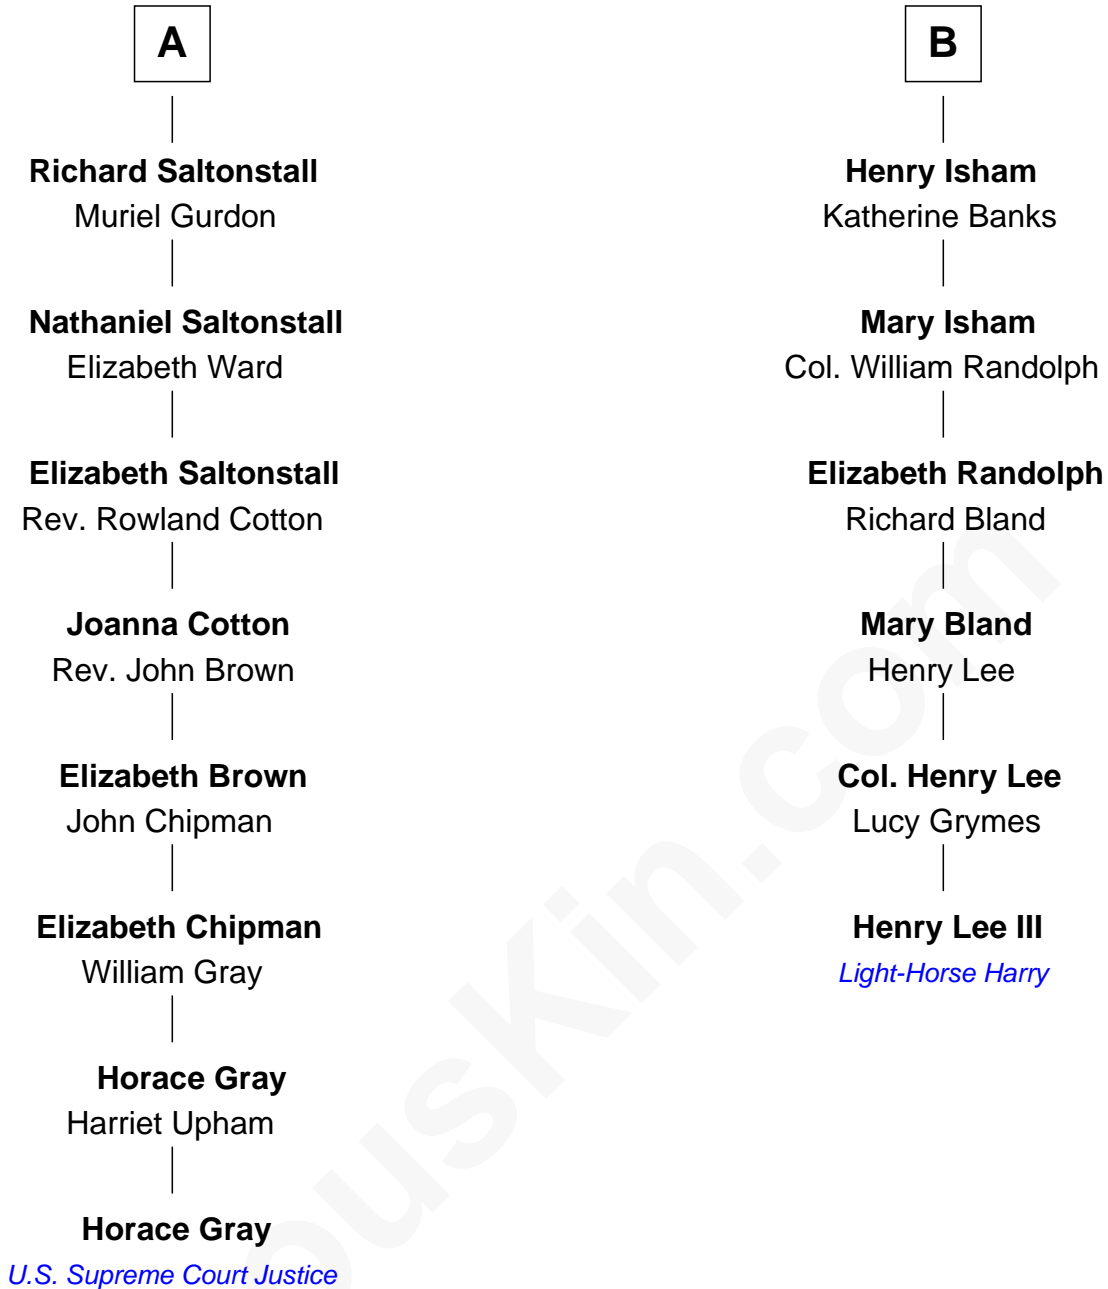 A
Richard Saltonstall
Muriel Gurdon
Nathaniel Saltonstall
Elizabeth Ward
Elizabeth Saltonstall
Rev. Rowland Cotton
Joanna Cotton
Rev. John Brown
Elizabeth Brown
John Chipman
Elizabeth Chipman
William Gray
Horace Gray
Harriet Upham
Horace Gray
U.S. Supreme Court Justice
B
Henry Isham
Katherine Banks
Mary Isham
Col. William Randolph
Elizabeth Randolph
Richard Bland
Mary Bland
Henry Lee
Col. Henry Lee
Lucy Grymes
Henry Lee III
Light-Horse Harry
ousKin.com